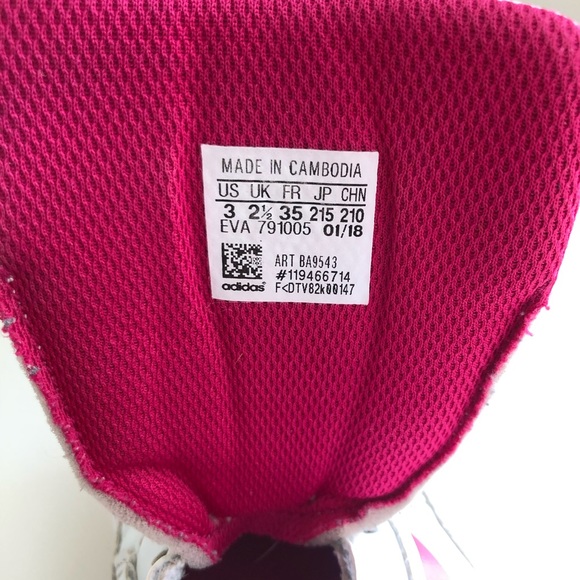 MADE IN CAMBODIA
US UK FR JP CHN
3 2½ 35 215 210
EVA 791005 01/18
ART BA9543
#119466714
adidas F<DTV82k00147